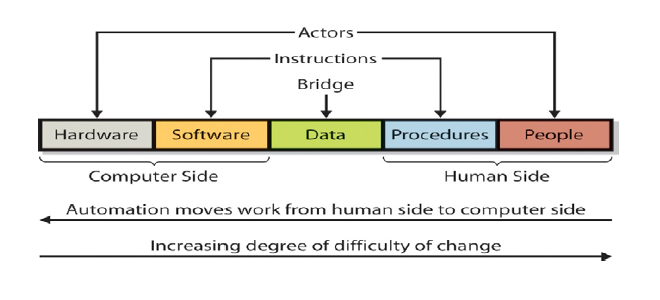 Actors
Instructions
Bridge
Hardware Software Data Procedures People
Computer Side Human Side
Automation moves work from human side to computer side
Increasing degree of difficulty of change